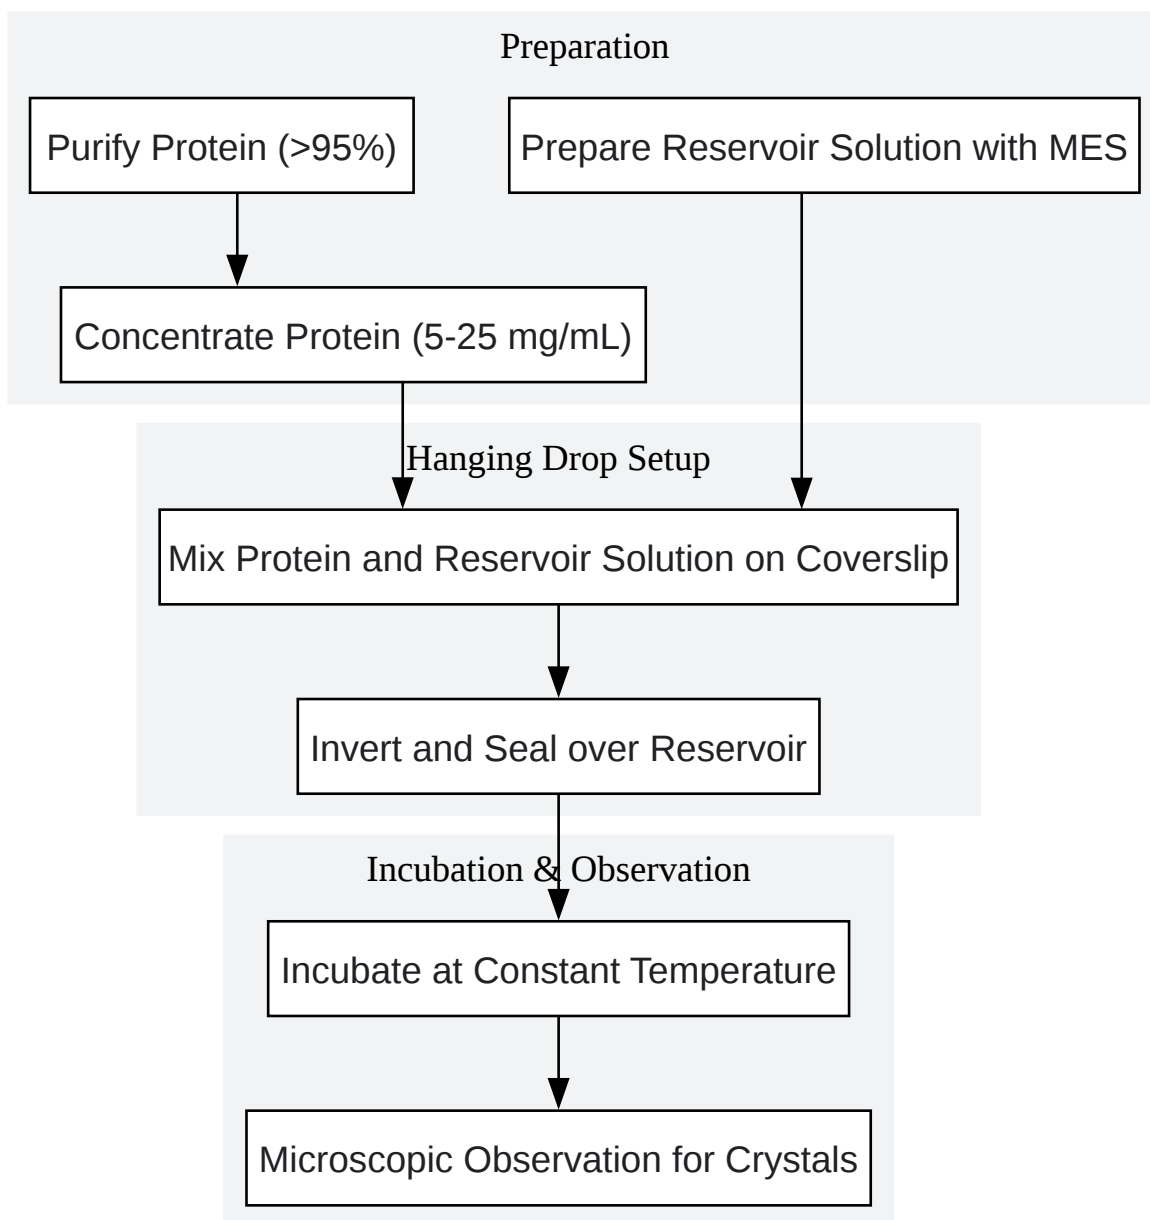 Preparation
Purify Protein (>95%)
Prepare Reservoir Solution with MES
Concentrate Protein (5-25 mg/mL)
Hanging Drop Setup
Mix Protein and Reservoir Solution on Coverslip
Invert and Seal over Reservoir
Incubation & Observation
Incubate at Constant Temperature
Microscopic Observation for Crystals